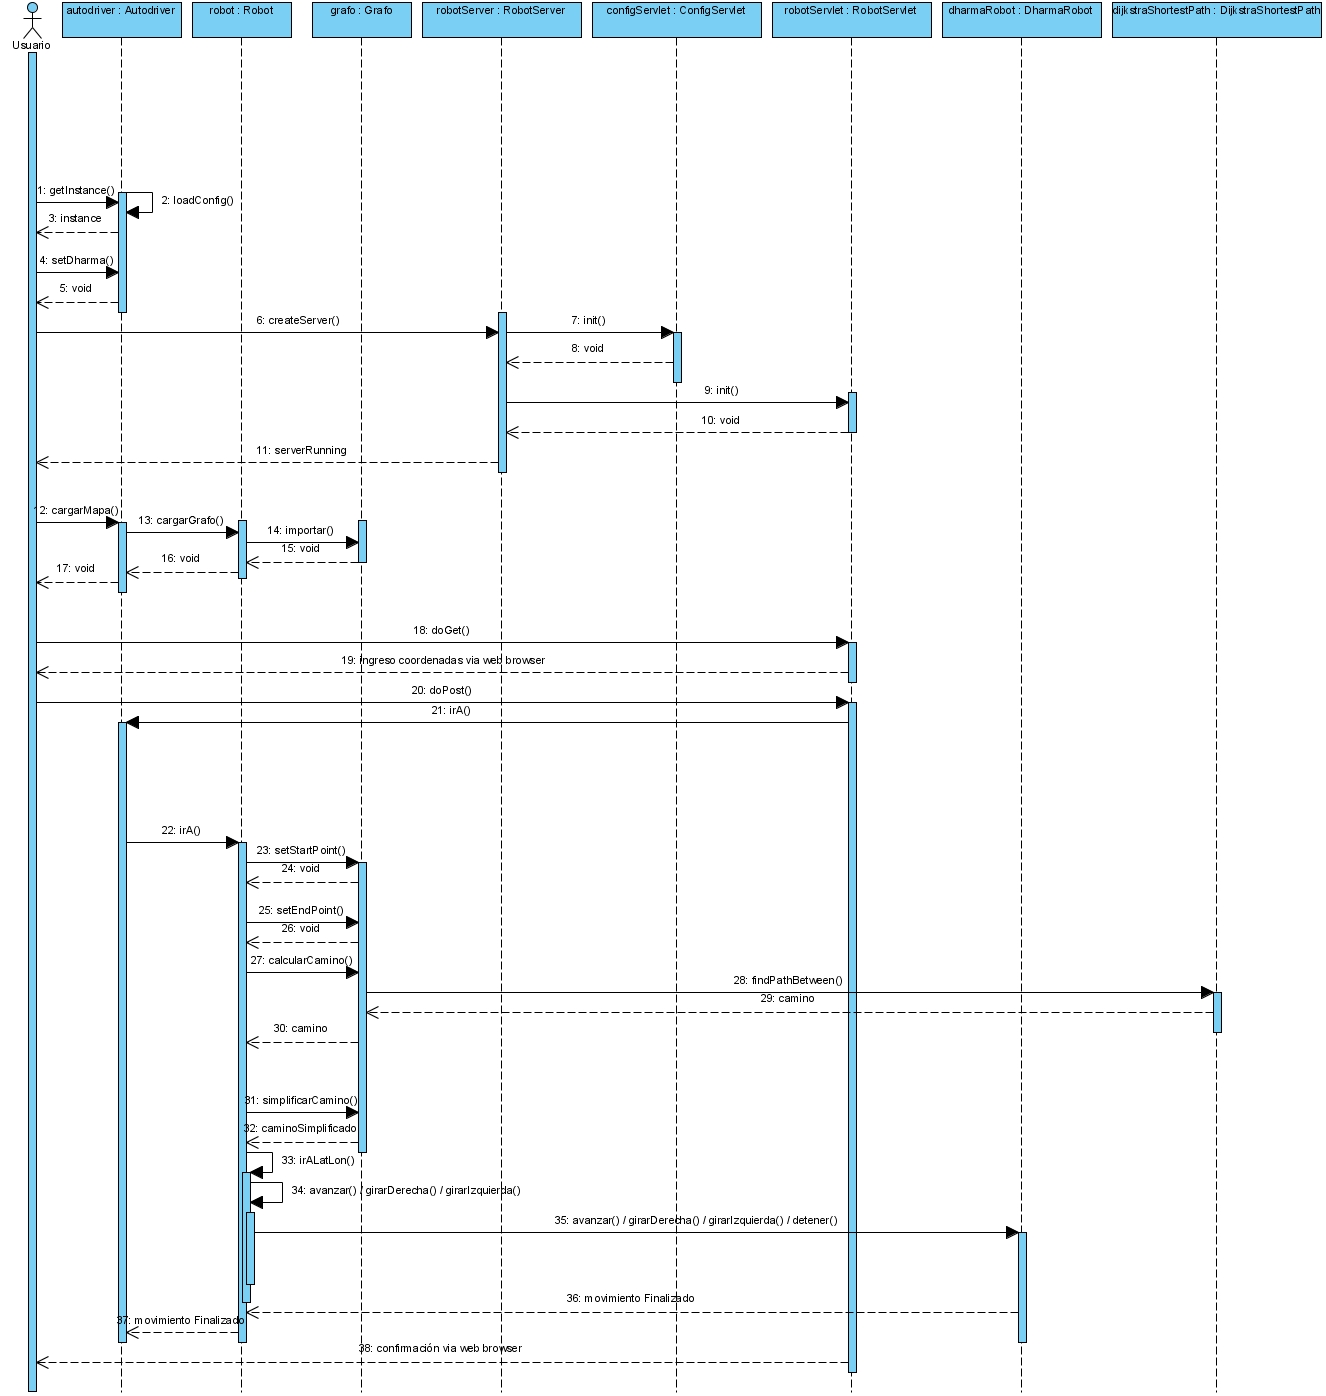 autodriver : Autodriver
robot : Robot
grafo : Grafo
robotServer : RobotServer
configServlet : ConfigServlet
robotServlet : RobotServlet
dharmaRobot : DharmaRobot
dijkstraShortestPath : DijkstraShortestPath
Usuario
1: getInstance()
2: loadConfig()
3: instance
4: setDharma()
5: void
6: createServer()
7: init()
8: void
9: init()
10: void
11: serverRunning
12: cargarMapa()
13: cargarGrafo()
14: importar()
15: void
16: void
17: void
18: doGet()
19: ingreso coordenadas via web browser
20: doPost()
21: irA()
22: irA()
23: setStartPoint()
24: void
25: setEndPoint()
26: void
27: calcularCamino()
28: findPathBetween()
29: camino
30: camino
31: simplificarCamino()
32: caminoSimplificado
33: irALatLon()
34: avanzar() / girarDerecha() / girarIzquierda()
35: avanzar() / girarDerecha() / girarIzquierda() / detener()
36: movimiento Finalizado
37: movimiento Finalizado
38: confirmación via web browser